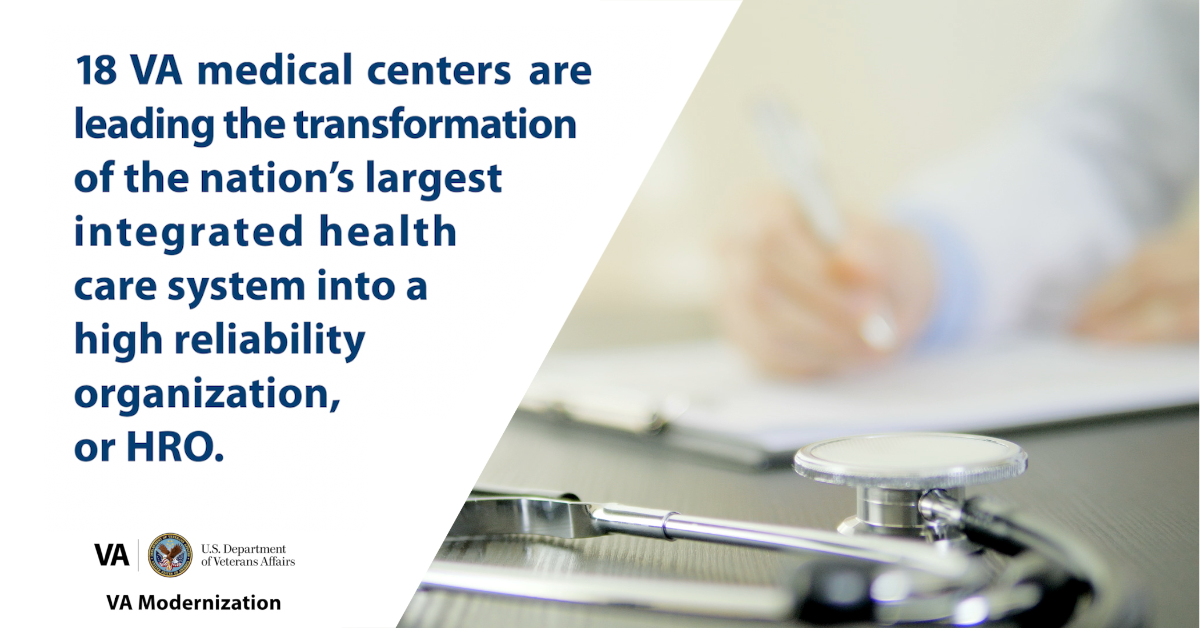 18 VA medical centers are
leading the transformation
of the nation's largest
integrated health
care system into a
high reliability
organization,
or HRO.
VA
U.S. Department
of Veterans Affairs
VA Modernization